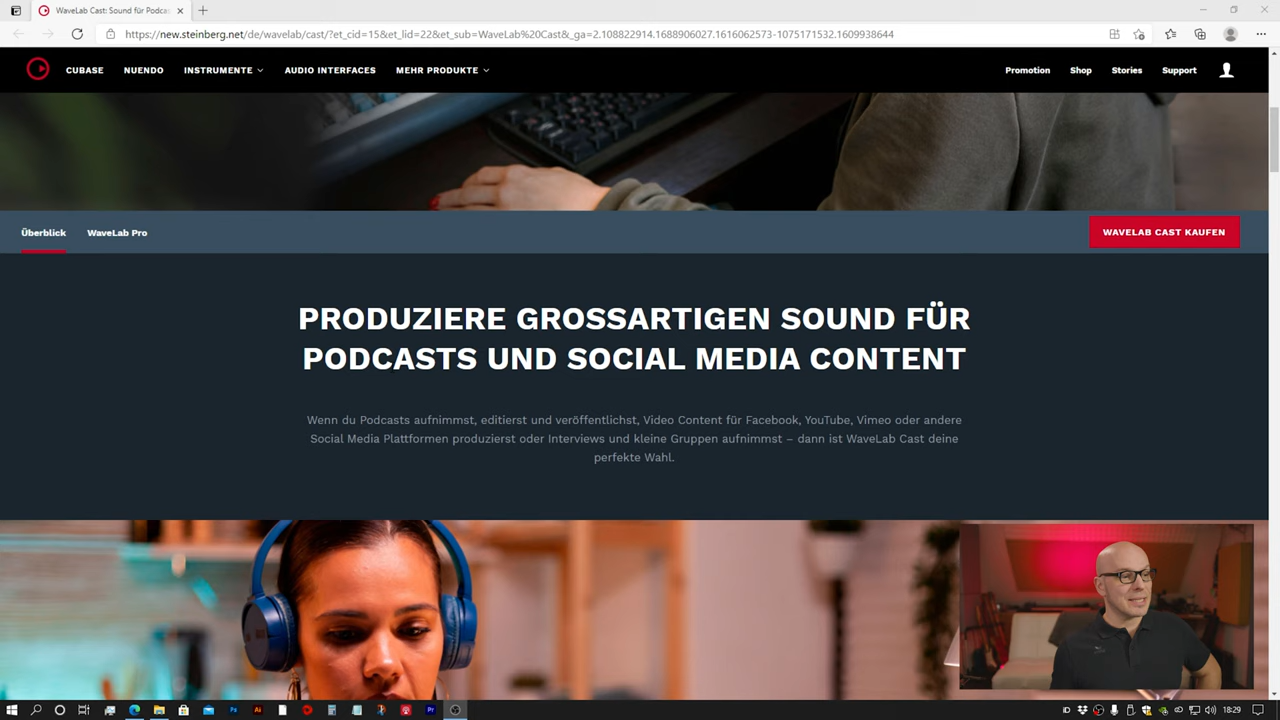 WaveLab Cast: Sound für Podcas
https://new.steinberg.net/de/wavelab/cast/?et_cid=15&et_lid=22&et_sub=WaveLab%20Cast&_ga=2.108822914.1688906027.1616062573-1075171532.1609938644
CUBASE NUENDO INSTRUMENTE AUDIO INTERFACES MEHR PRODUKTE Promotion Shop Stories Support
Überblick WaveLab Pro WAVELAB CAST KAUFEN
PRODUZIERE GROSSARTIGEN SOUND FÜR
PODCASTS UND SOCIAL MEDIA CONTENT
Wenn du Podcasts aufnimmst, editierst und veröffentlichst, Video Content für Facebook, YouTube, Vimeo oder andere
Social Media Plattformen produzierst oder Interviews und kleine Gruppen aufnimmst – dann ist WaveLab Cast deine
perfekte Wahl.
Ps Ai Pr 18:29